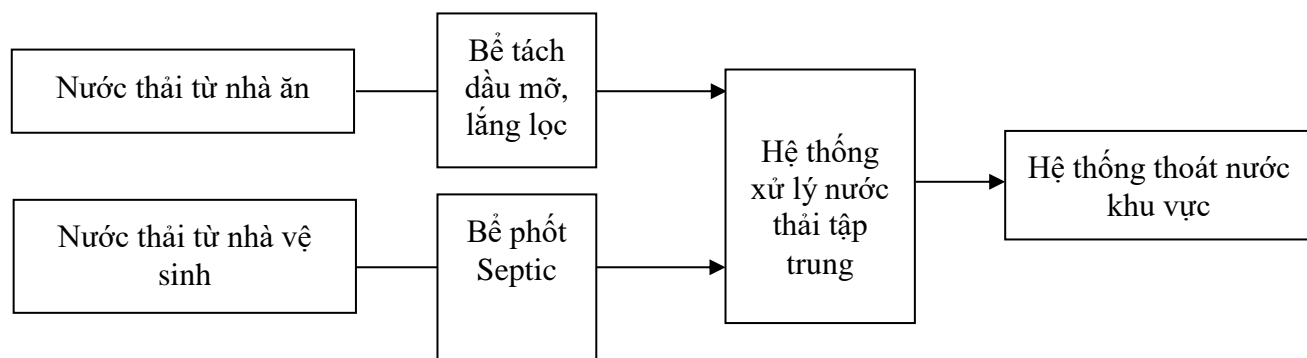 Nước thải từ nhà ăn
Bể tách
dầu mỡ,
lắng lọc
Nước thải từ nhà vệ
sinh
Bể phốt
Septic
Hệ thống
xử lý nước
thải tập
trung
Hệ thống thoát nước
khu vực